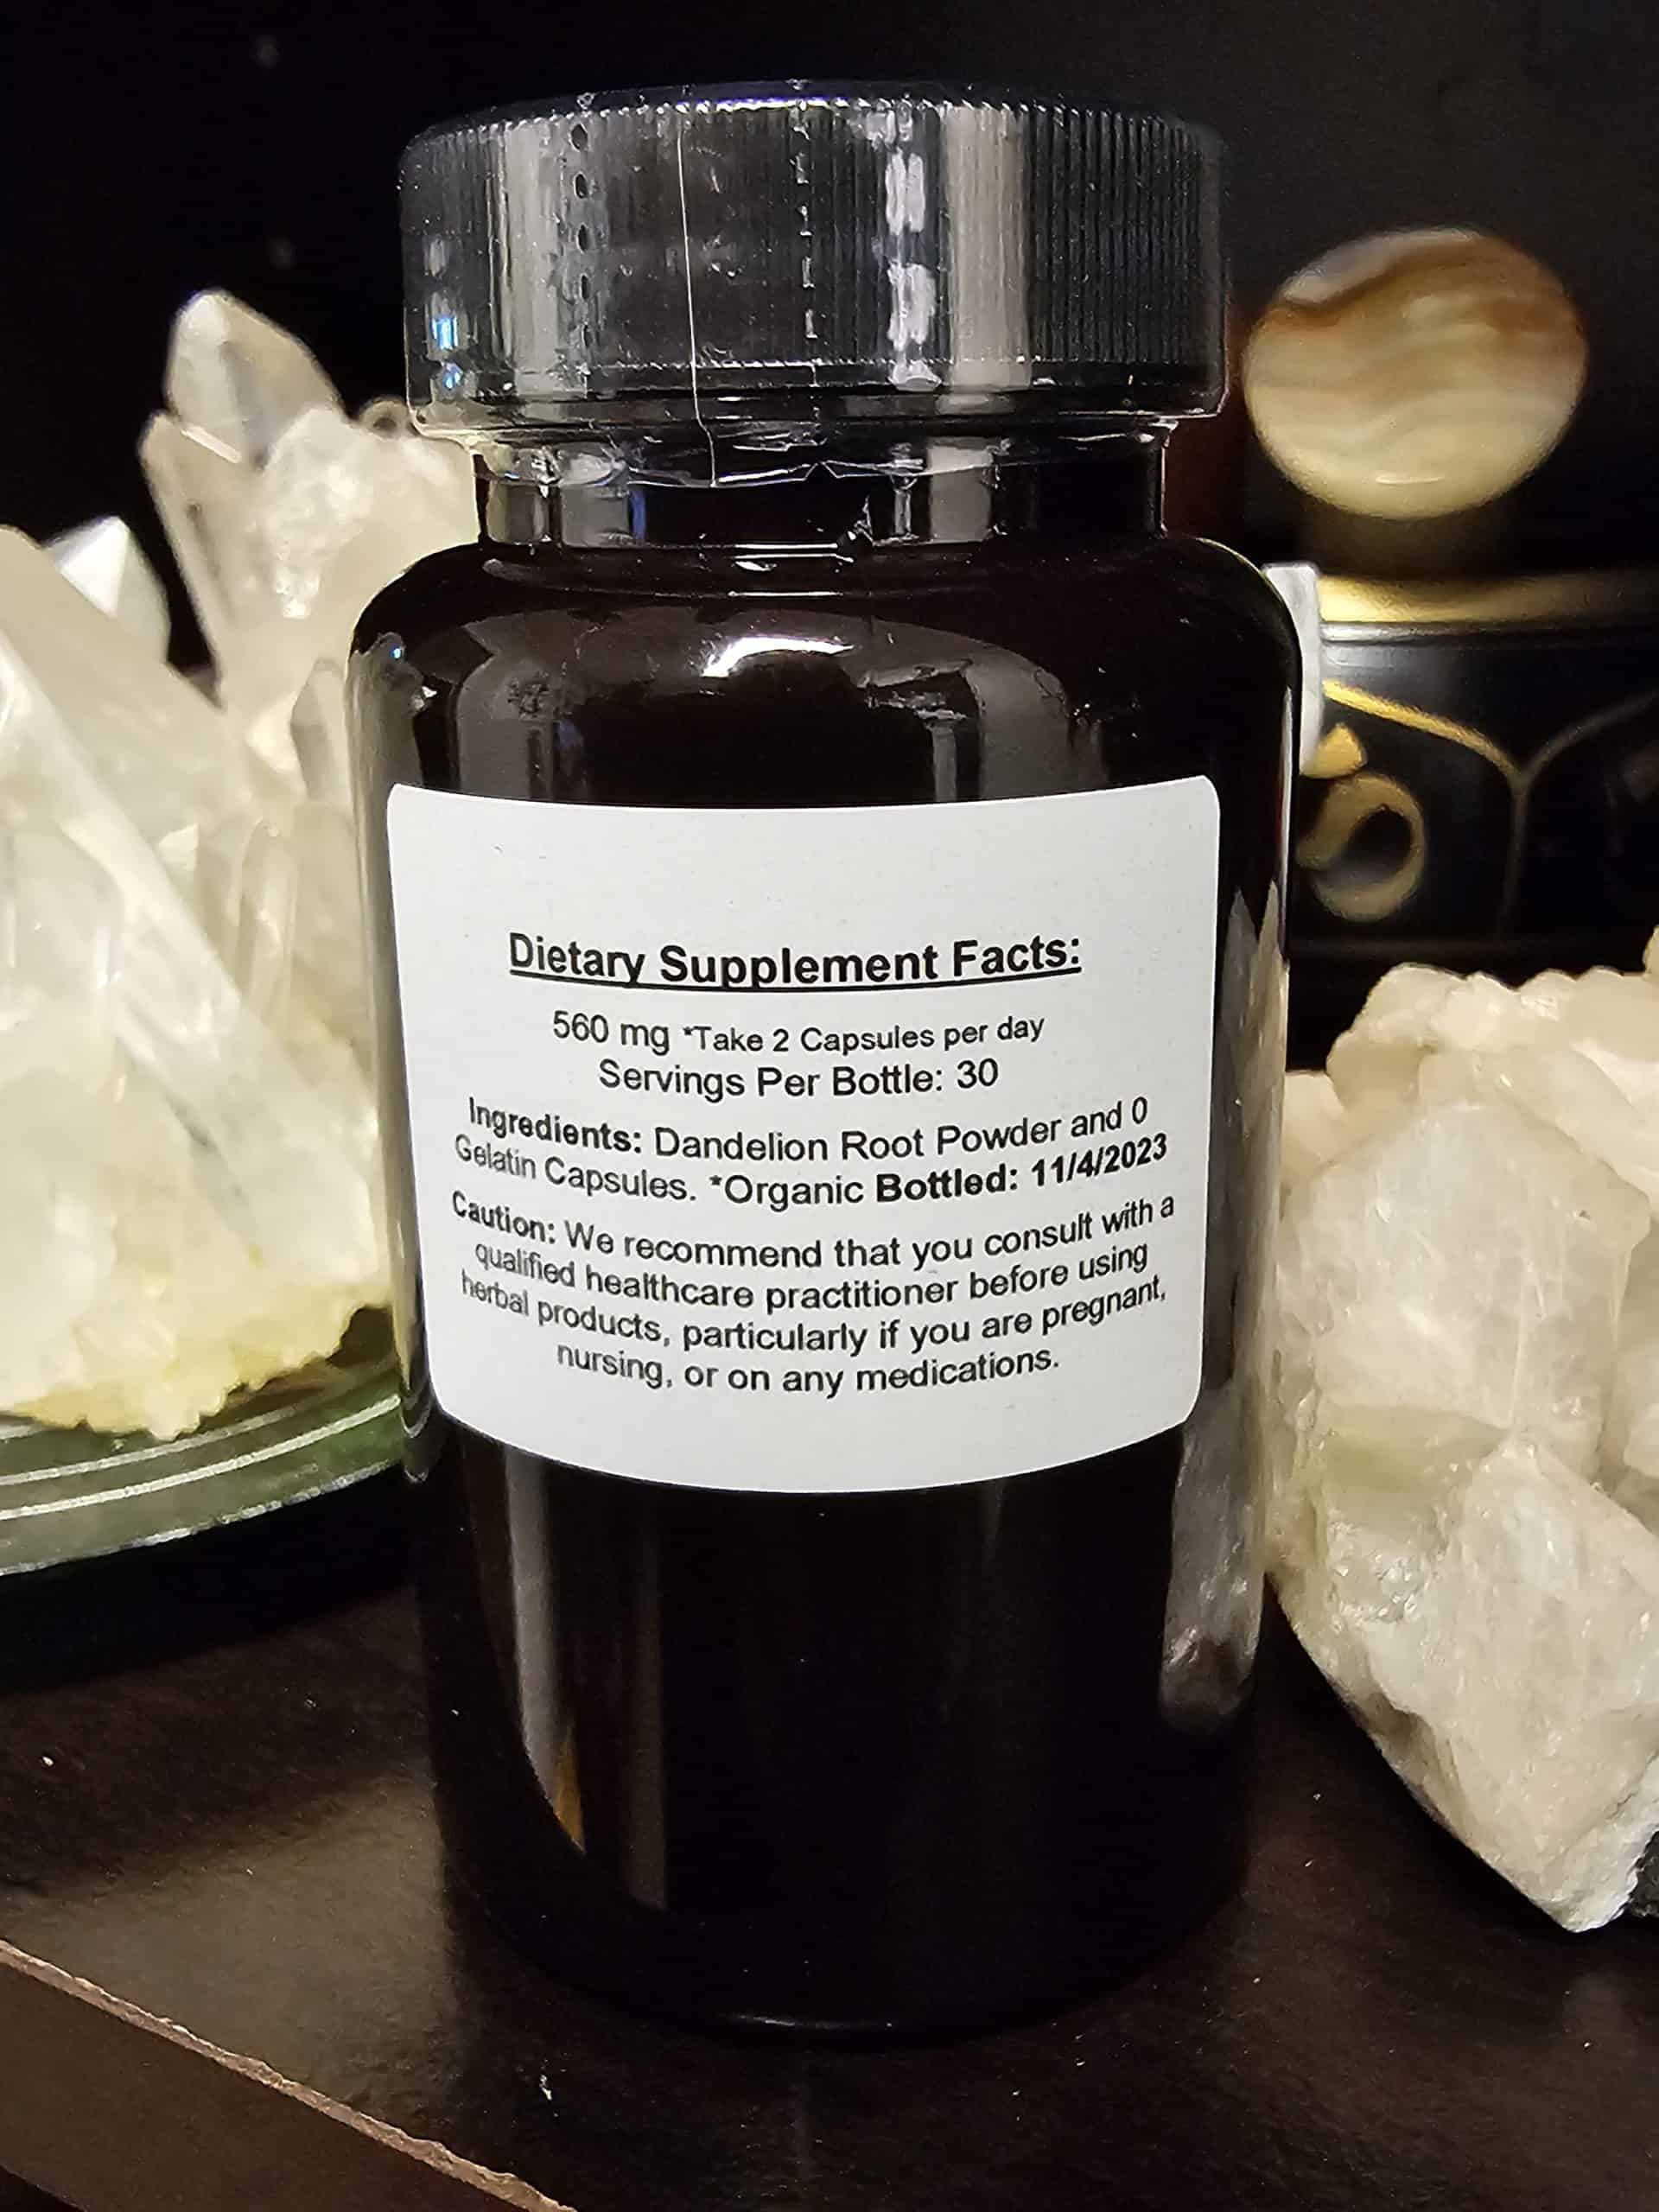 Dietary Supplement Facts:
560 mg *Take 2 Capsules per day
Servings Per Bottle: 30
Ingredients: Dandelion Root Powder and 0
Gelatin Capsules. *Organic Bottled: 11/4/2023
Caution: We recommend that you consult with a
qualified healthcare practitioner before using
herbal products, particularly if you are pregnant,
nursing, or on any medications.